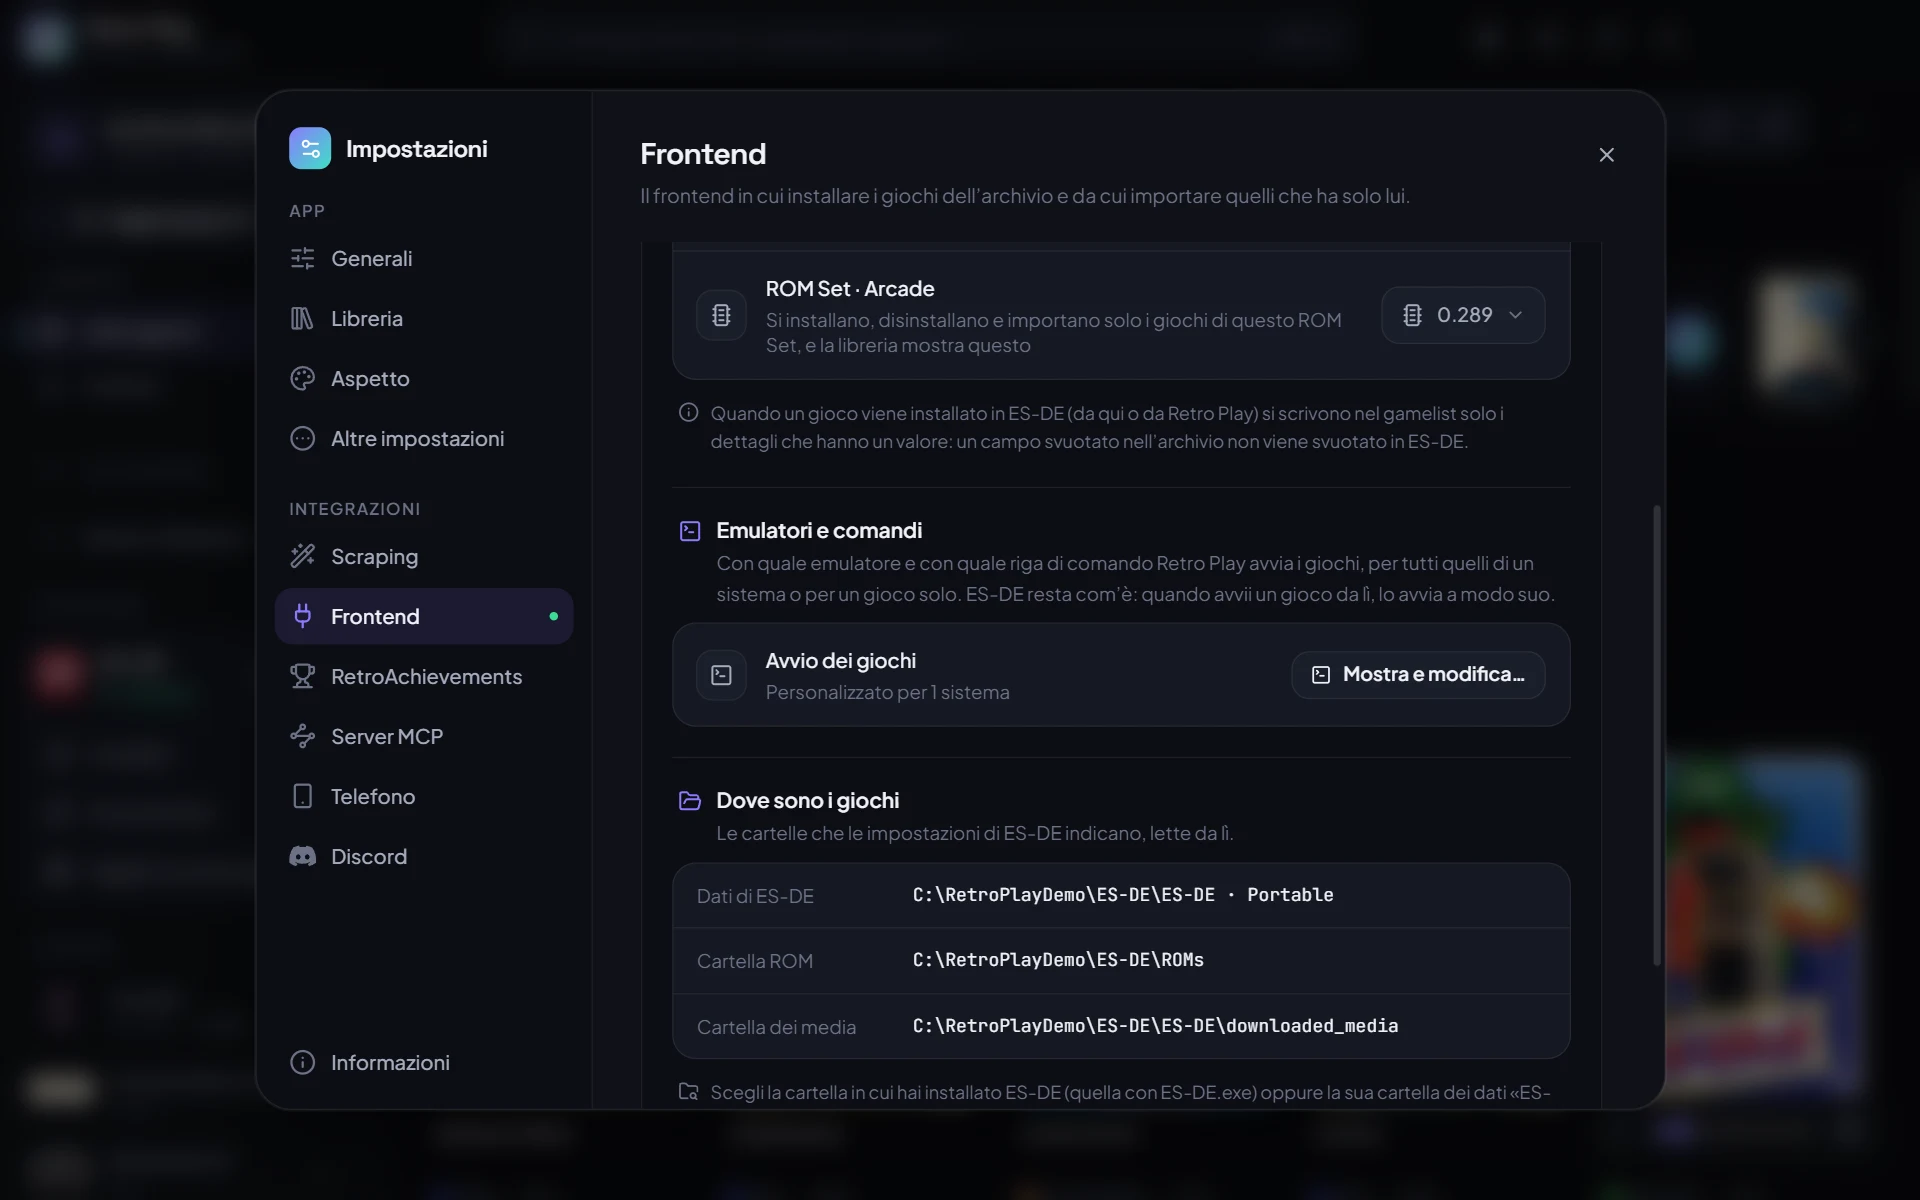 Impostazioni
APP
Generali
Libreria
Aspetto
Altre impostazioni
INTEGRAZIONI
Scraping
Frontend
RetroAchievements
Server MCP
Telefono
Discord
Informazioni
Frontend
Il frontend in cui installare i giochi dell’archivio e da cui importare quelli che ha solo lui.
ROM Set · Arcade
Si installano, disinstallano e importano solo i giochi di questo ROM
Set, e la libreria mostra questo
0.289
Quando un gioco viene installato in ES-DE (da qui o da Retro Play) si scrivono nel gamelist solo i
dettagli che hanno un valore: un campo svuotato nell'archivio non viene svuotato in ES-DE.
Emulatori e comandi
Con quale emulatore e con quale riga di comando Retro Play avvia i giochi, per tutti quelli di un
sistema o per un gioco solo. ES-DE resta com’è: quando avvii un gioco da lì, lo avvia a modo suo.
Avvio dei giochi
Personalizzato per 1 sistema
Mostra e modifica…
Dove sono i giochi
Le cartelle che le impostazioni di ES-DE indicano, lette da lì.
Dati di ES-DE
C:\RetroPlayDemo\ES-DE\ES-DE · Portable
Cartella ROM
C:\RetroPlayDemo\ES-DE\ROMs
Cartella dei media
C:\RetroPlayDemo\ES-DE\ES-DE\downloaded_media
Scegli la cartella in cui hai installato ES-DE (quella con ES-DE.exe) oppure la sua cartella dei dati «ES-